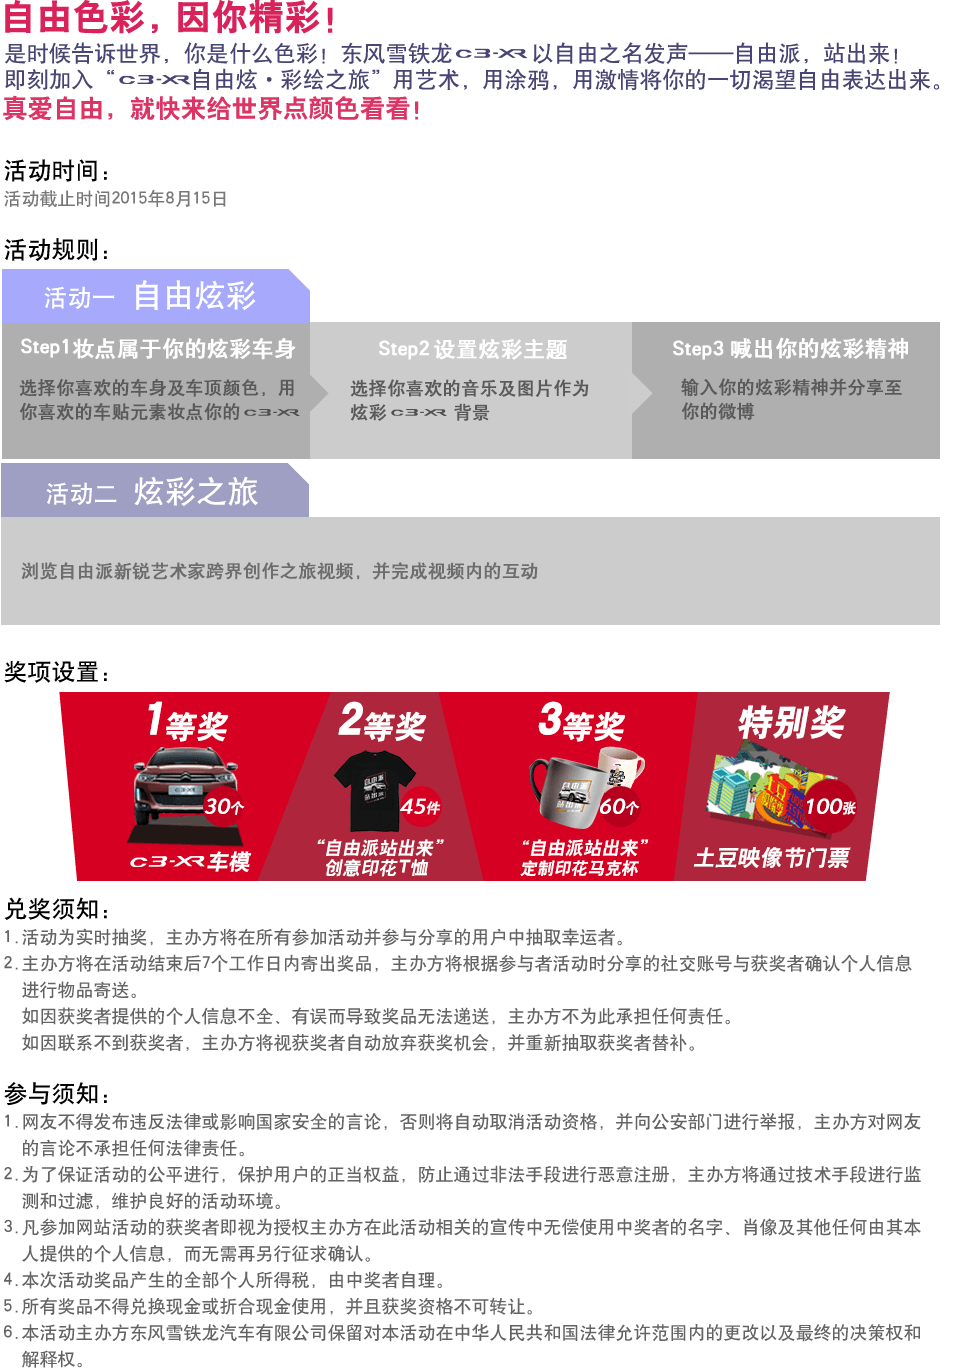 自由色彩，因你精彩！
是时候告诉世界，你是什么色彩！东风雪铁龙C3-XR以自由之名发声——自由派，站出来！
即刻加入“C3-XR自由炫·彩绘之旅”用艺术，用涂鸦，用激情将你的一切渴望自由表达出来。
真爱自由，就快来给世界点颜色看看！
活动时间：
活动截止时间2015年8月15日
活动规则：
活动一 自由炫彩
Step1妆点属于你的炫彩车身
选择你喜欢的车身及车顶颜色，用
你喜欢的车贴元素妆点你的C3-XR
Step2设置炫彩主题
选择你喜欢的音乐及图片作为
炫彩C3-XR 背景
Step3 喊出你的炫彩精神
输入你的炫彩精神并分享至
你的微博
活动二 炫彩之旅
浏览自由派新锐艺术家跨界创作之旅视频，并完成视频内的互动
奖项设置：
1等奖
30个
C3-XR车模
2等奖
自由派
站出来
45件
“自由派站出来”
创意印花T恤
3等奖
自由派
站出来
60个
“自由派站出来”
定制印花马克杯
特别奖
100张
土豆映像节门票
兑奖须知：
1.活动为实时抽奖，主办方将在所有参加活动并参与分享的用户中抽取幸运者。
2.主办方将在活动结束后7个工作日内寄出奖品，主办方将根据参与者活动时分享的社交账号与获奖者确认个人信息
进行物品寄送。
如因获奖者提供的个人信息不全、有误而导致奖品无法递送，主办方不为此承担任何责任。
如因联系不到获奖者，主办方将视获奖者自动放弃获奖机会，并重新抽取获奖者替补。
参与须知：
1.网友不得发布违反法律或影响国家安全的言论，否则将自动取消活动资格，并向公安部门进行举报，主办方对网友
的言论不承担任何法律责任。
2.为了保证活动的公平进行，保护用户的正当权益，防止通过非法手段进行恶意注册，主办方将通过技术手段进行监
测和过滤，维护良好的活动环境。
3.凡参加网站活动的获奖者即视为授权主办方在此活动相关的宣传中无偿使用中奖者的名字、肖像及其他任何由其本
人提供的个人信息，而无需再另行征求确认。
4.本次活动奖品产生的全部个人所得税，由中奖者自理。
5.所有奖品不得兑换现金或折合现金使用，并且获奖资格不可转让。
6.本活动主办方东风雪铁龙汽车有限公司保留对本活动在中华人民共和国法律允许范围内的更改以及最终的决策权和
解释权。